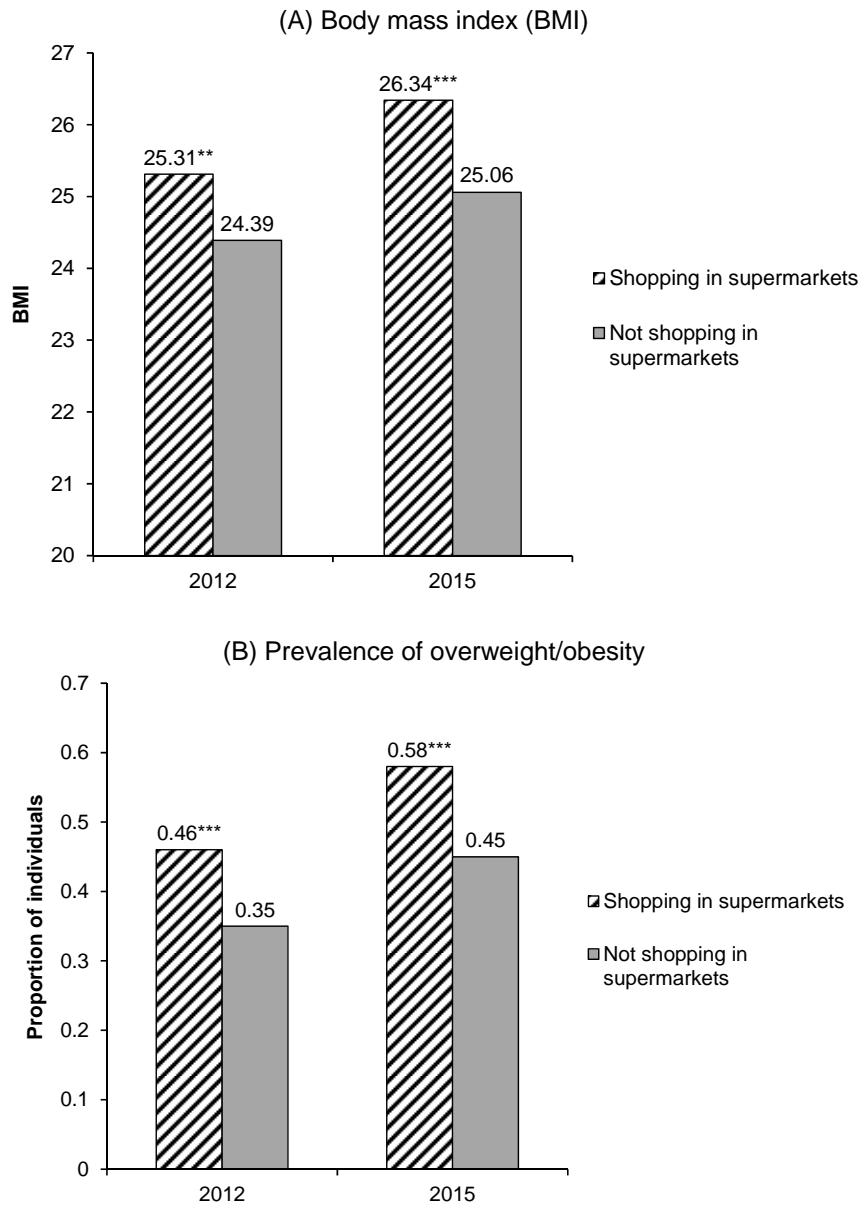 (A) Body mass index (BMI)
27
26
25
24
23
22
21
20
BMI
25.31**
24.39
26.34***
25.06
2012
2015
Shopping in supermarkets
Not shopping in
supermarkets
(B) Prevalence of overweight/obesity
0.7
0.6
0.5
0.4
0.3
0.2
0.1
0
Proportion of individuals
0.46***
0.35
0.58***
0.45
2012
2015
Shopping in supermarkets
Not shopping in
supermarkets